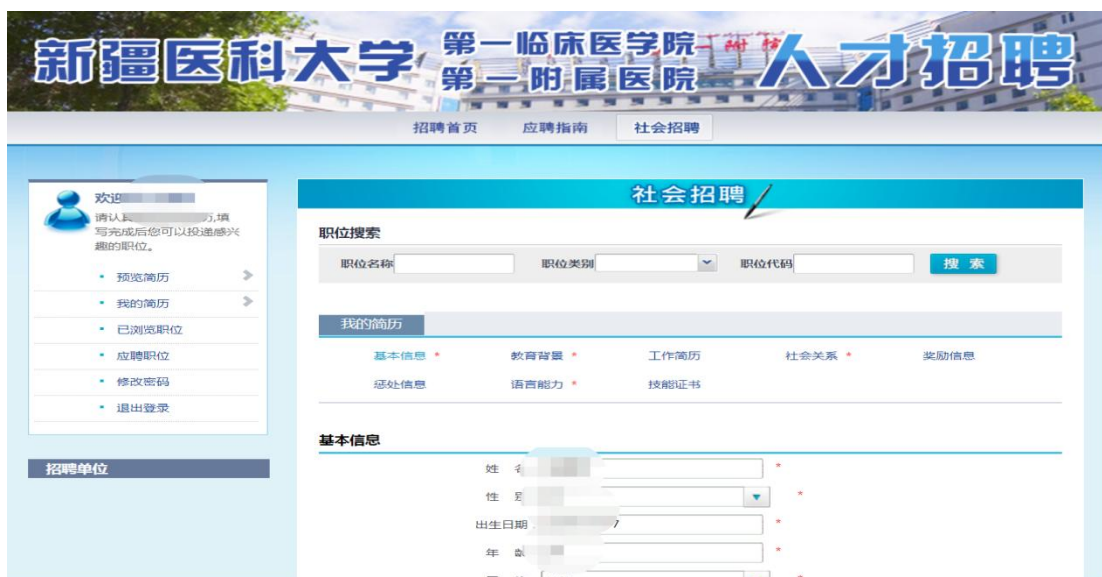 新疆医科大学 第一临床医学院 人才招聘
第一附属医院
招聘首页 应聘指南 社会招聘
欢迎
请认真 历,填
写完成后您可以投递感兴
趣的职位。
预览简历
我的简历
已浏览职位
应聘职位
修改密码
退出登录
招聘单位
社会招聘
职位搜索
职位名称 职位类别 职位代码 搜 索
我的简历
基本信息 * 教育背景 * 工作简历 社会关系 * 奖励信息
惩处信息 语言能力 * 技能证书
基本信息
姓 名 *
性 别 *
出生日期 7 *
年 龄 *